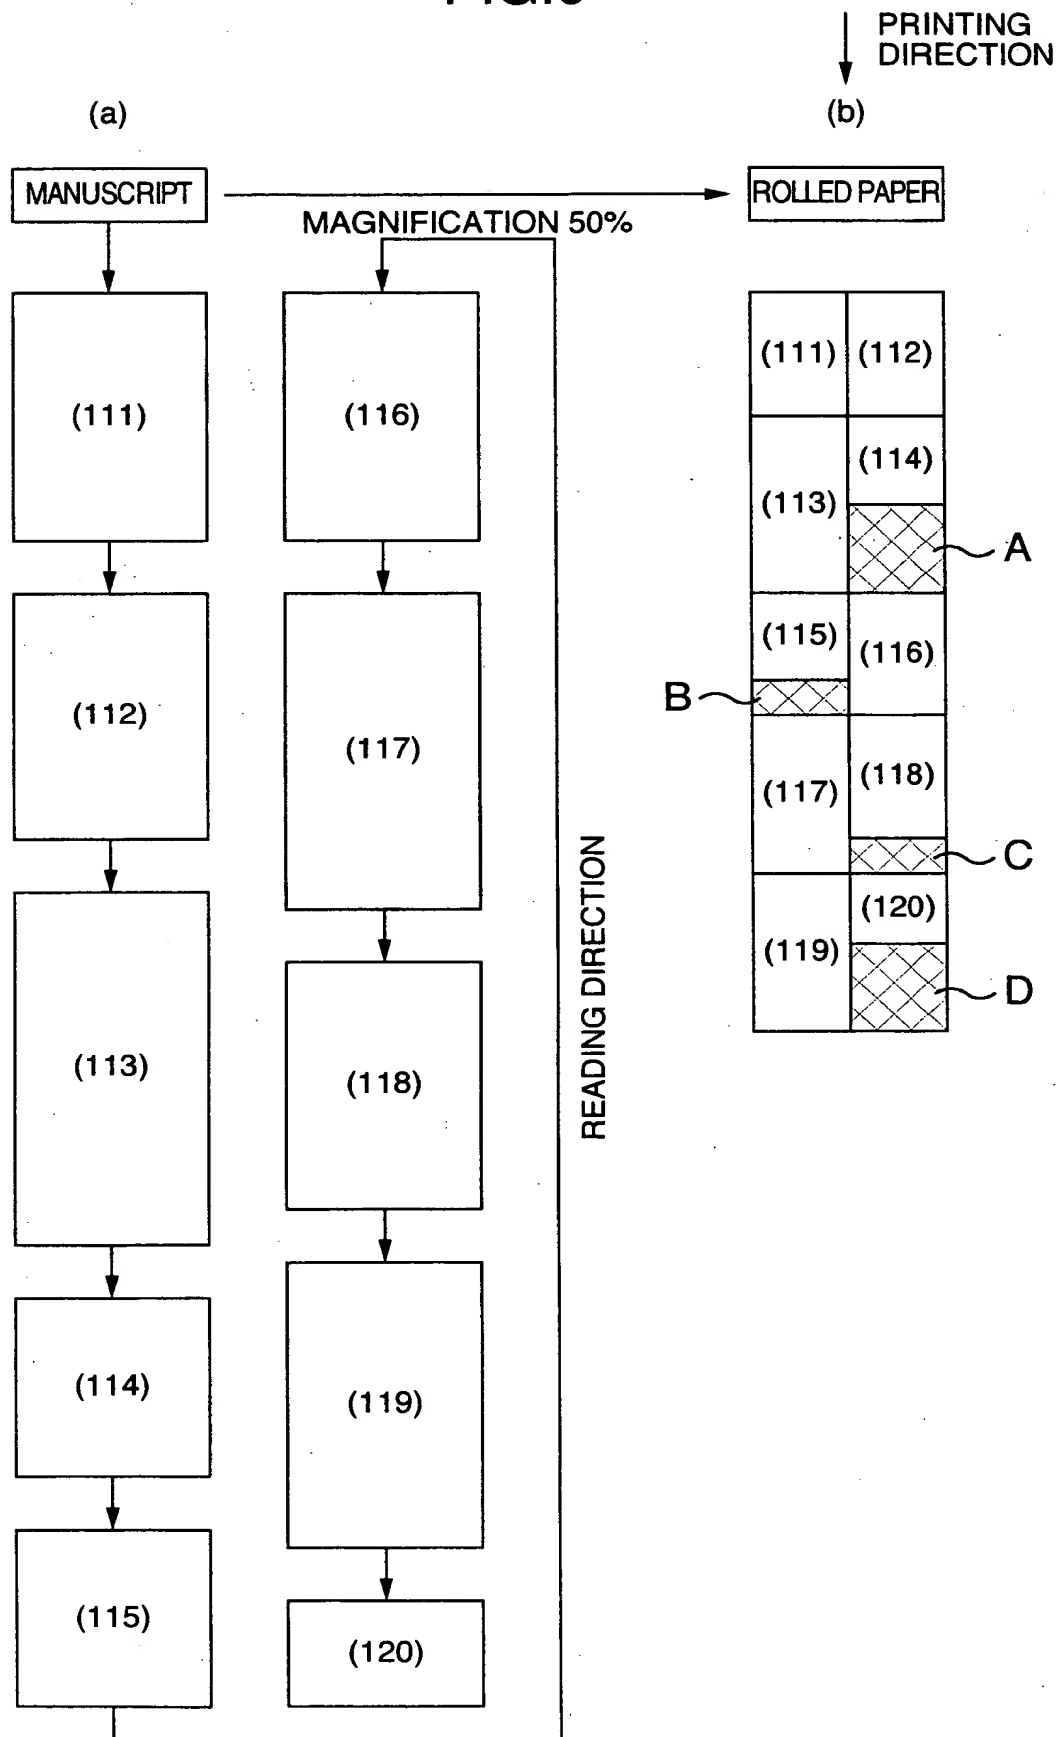 PRINTING
DIRECTION
(a)
(b)
MANUSCRIPT
ROLLED PAPER
MAGNIFICATION 50%
(111)
(112)
(113)
(114)
(115)
(116)
(117)
(118)
(119)
(120)
READING DIRECTION
(111)
(112)
(113)
(114)
A
(115)
(116)
B
(117)
(118)
C
(119)
(120)
D